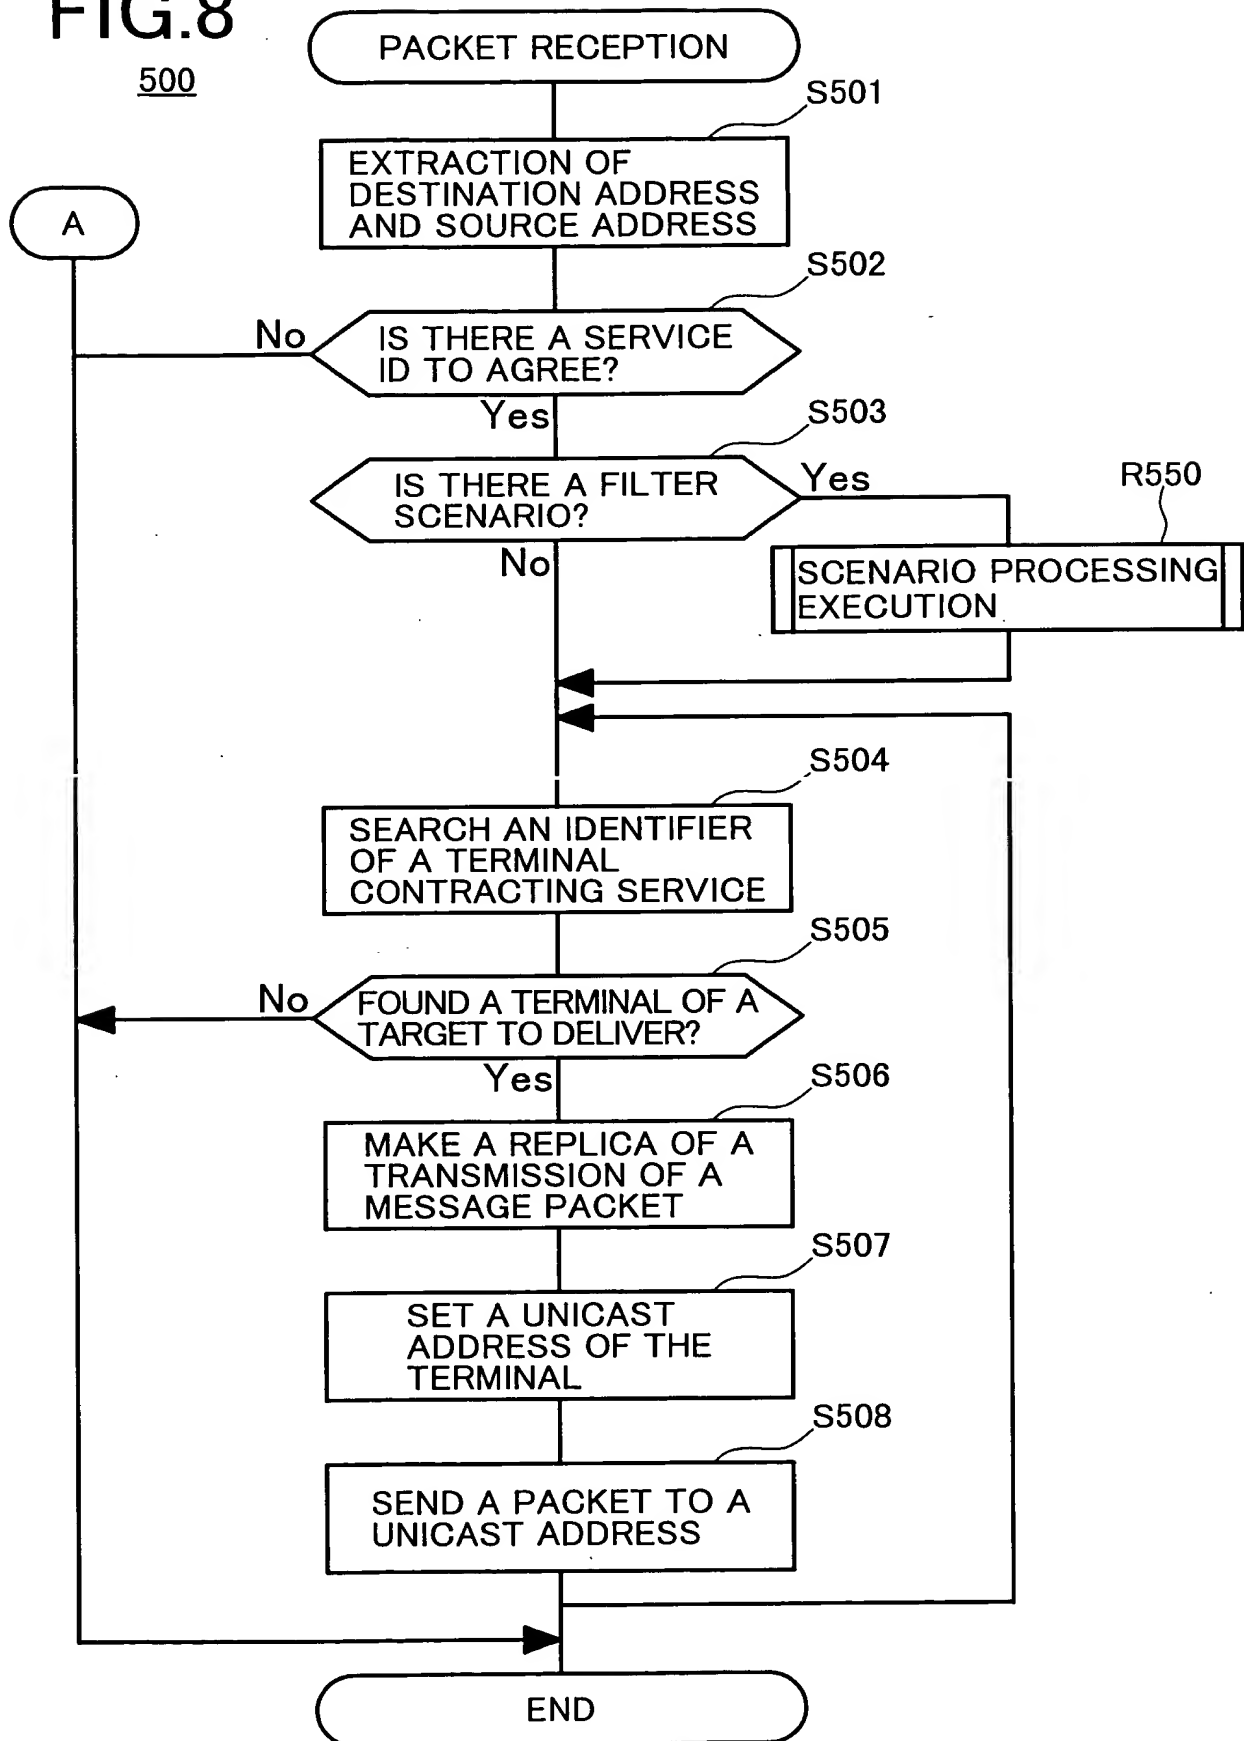 FIG.8
500
PACKET RECEPTION
S501
EXTRACTION OF
DESTINATION ADDRESS
AND SOURCE ADDRESS
A
S502
No
IS THERE A SERVICE
ID TO AGREE?
Yes
S503
IS THERE A FILTER
SCENARIO?
Yes
No
R550
SCENARIO PROCESSING
EXECUTION
S504
SEARCH AN IDENTIFIER
OF A TERMINAL
CONTRACTING SERVICE
S505
No
FOUND A TERMINAL OF A
TARGET TO DELIVER?
Yes
S506
MAKE A REPLICA OF A
TRANSMISSION OF A
MESSAGE PACKET
S507
SET A UNICAST
ADDRESS OF THE
TERMINAL
S508
SEND A PACKET TO A
UNICAST ADDRESS
END